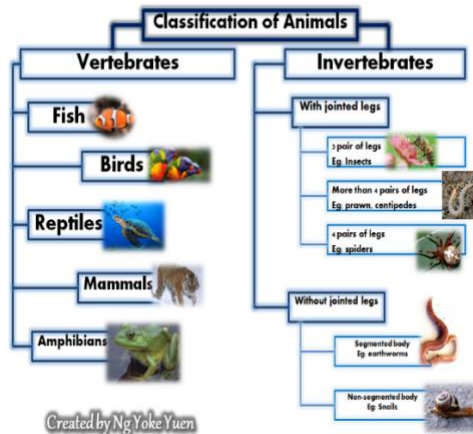 Classification of Animals
Vertebrates
Fish
Birds
Reptiles
Mammals
Amphibians
Invertebrates
With jointed legs
3 pair of legs
Eg: Insects
More than 4 pairs of legs
Eg: prawn, centipedes
4 pairs of legs
Eg: spiders
Without jointed legs
Segmented body
Eg: earthworms
Non-segmented body
Eg: Snails
Created by Ng Yoke Yuen